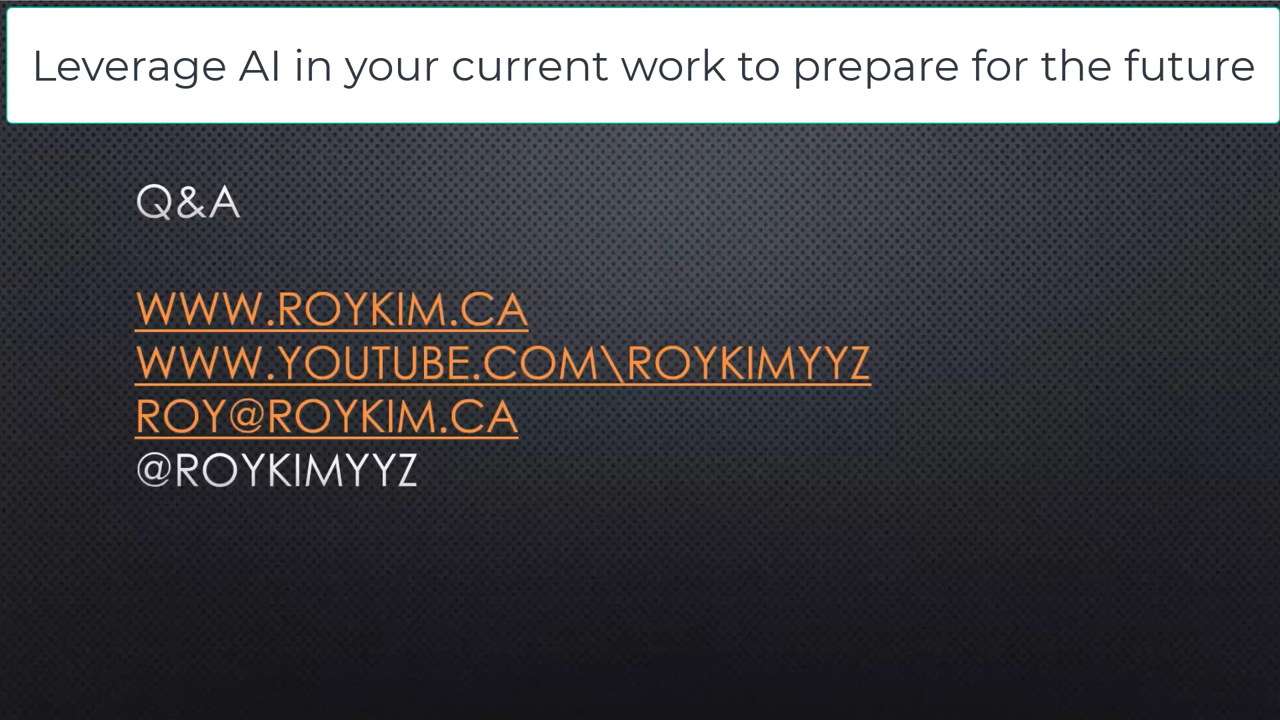 Leverage AI in your current work to prepare for the future
Q&A
WWW.ROYKIM.CA
WWW.YOUTUBE.COM\ROYKIMYYZ
ROY@ROYKIM.CA
@ROYKIMYYZ